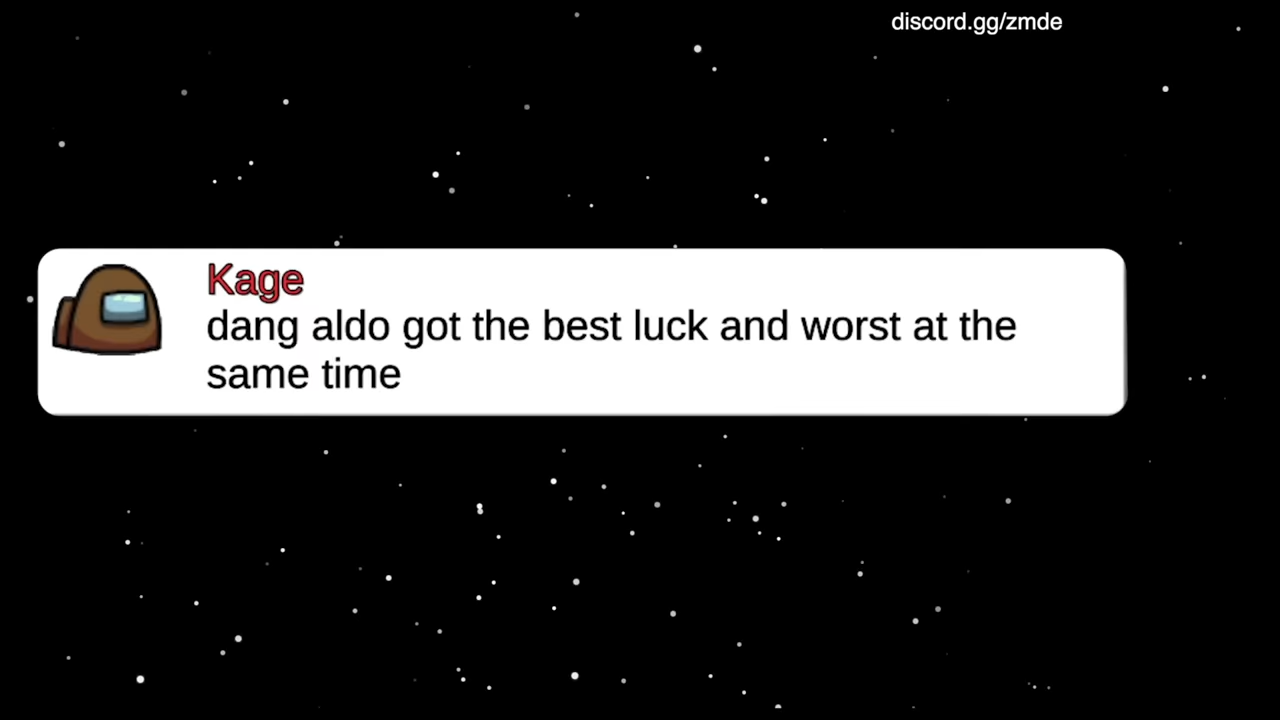 discord.gg/zmde
Kage
dang aldo got the best luck and worst at the
same time